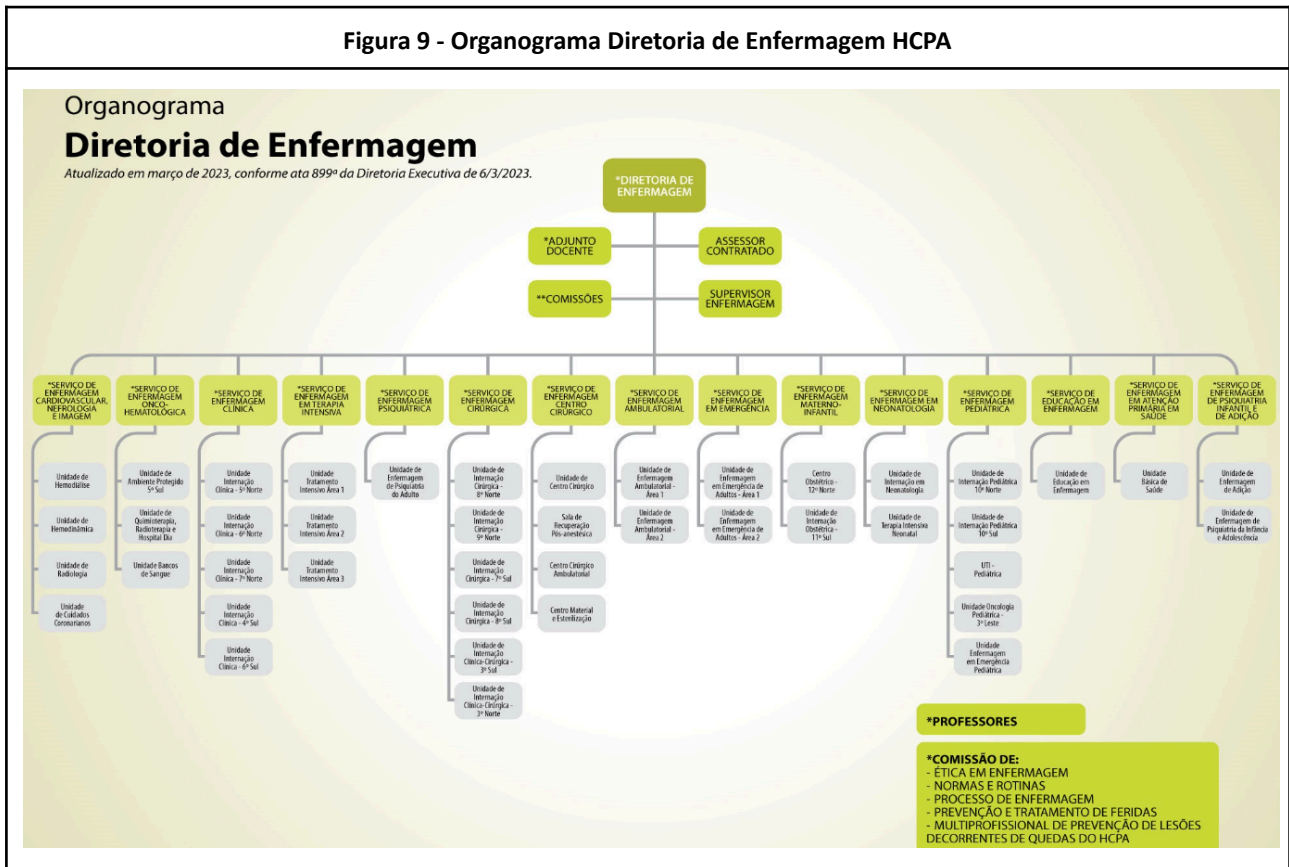 Figura 9 - Organograma Diretoria de Enfermagem HCPA
Organograma
Diretoria de Enfermagem
Atualizado em março de 2023, conforme ata 899ª da Diretoria Executiva de 6/3/2023.
*DIRETORIA DE
ENFERMAGEM
*ADJUNTO
DOCENTE
ASSESSOR
CONTRATADO
**COMISSÕES
SUPERVISOR
ENFERMAGEM
*SERVIÇO DE
ENFERMAGEM
CARDIOVASCULAR,
NEFROLOGIA
E IMAGEM
*SERVIÇO DE
ENFERMAGEM
ONCO-
HEMATOLÓGICA
*SERVIÇO DE
ENFERMAGEM
CLÍNICA
*SERVIÇO DE
ENFERMAGEM
EM TERAPIA
INTENSIVA
*SERVIÇO DE
ENFERMAGEM
PSIQUIÁTRICA
*SERVIÇO DE
ENFERMAGEM
CIRÚRGICA
*SERVIÇO DE
ENFERMAGEM
CENTRO
CIRÚRGICO
*SERVIÇO DE
ENFERMAGEM
AMBULATORIAL
*SERVIÇO DE
ENFERMAGEM
EM EMERGÊNCIA
*SERVIÇO DE
ENFERMAGEM
MATERNO-
INFANTIL
*SERVIÇO DE
ENFERMAGEM EM
NEONATOLOGIA
*SERVIÇO DE
ENFERMAGEM
PEDIÁTRICA
*SERVIÇO DE
EDUCAÇÃO EM
ENFERMAGEM
*SERVIÇO DE
ENFERMAGEM
EM ATENÇÃO
PRIMÁRIA EM
SAÚDE
*SERVIÇO DE
ENFERMAGEM
DE PSIQUIATRIA
INFANTIL E
DE ADIÇÃO
Unidade de
Hemodiálise
Unidade de
Hemodinâmica
Unidade de
Radiologia
Unidade
de Cuidados
Coronarianos
Unidade de
Ambiente Protegido
5º Sul
Unidade de
Quimioterapia,
Radioterapia e
Hospital Dia
Unidade Bancos
de Sangue
Unidade
Internação
Clínica - 5º Norte
Unidade
Internação
Clínica - 6º Norte
Unidade
Internação
Clínica - 7º Norte
Unidade
Internação
Clínica - 4º Sul
Unidade
Internação
Clínica - 6º Sul
Unidade
Tratamento
Intensivo Área 1
Unidade
Tratamento
Intensivo Área 2
Unidade
Tratamento
Intensivo Área 3
Unidade de
Enfermagem
de Psiquiatria
do Adulto
Unidade de
Internação
Cirúrgica -
8º Norte
Unidade de
Internação
Cirúrgica -
9º Norte
Unidade de
Internação
Cirúrgica - 7º Sul
Unidade de
Internação
Cirúrgica - 8º Sul
Unidade de
Internação
Clínica-Cirúrgica -
3º Sul
Unidade de
Internação
Clínica-Cirúrgica -
3º Norte
Unidade de
Centro Cirúrgico
Sala de
Recuperação
Pós-anestésica
Centro Cirúrgico
Ambulatorial
Centro Material
e Esterilização
Unidade de
Enfermagem
Ambulatorial -
Área 1
Unidade de
Enfermagem
Ambulatorial -
Área 2
Unidade de
Enfermagem
em Emergência de
Adultos - Área 1
Unidade de
Enfermagem
em Emergência de
Adultos - Área 2
Centro
Obstétrico -
12º Norte
Unidade de
Internação
Obstétrica -
11º Sul
Unidade de
Internação em
Neonatologia
Unidade de
Terapia Intensiva
Neonatal
Unidade de
Internação Pediátrica
10º Norte
Unidade de
Internação Pediátrica
10º Sul
UTI -
Pediátrica
Unidade Oncologia
Pediátrica -
3º Leste
Unidade
Enfermagem
em Emergência
Pediátrica
Unidade de
Educação em
Enfermagem
Unidade
Básica de
Saúde
Unidade de
Enfermagem
de Adição
Unidade de
Enfermagem de
Psiquiatria da Infância
e Adolescência
*PROFESSORES
*COMISSÃO DE:
- ÉTICA EM ENFERMAGEM
- NORMAS E ROTINAS
- PROCESSO DE ENFERMAGEM
- PREVENÇÃO E TRATAMENTO DE FERIDAS
- MULTIPROFISSIONAL DE PREVENÇÃO DE LESÕES
DECORRENTES DE QUEDAS DO HCPA